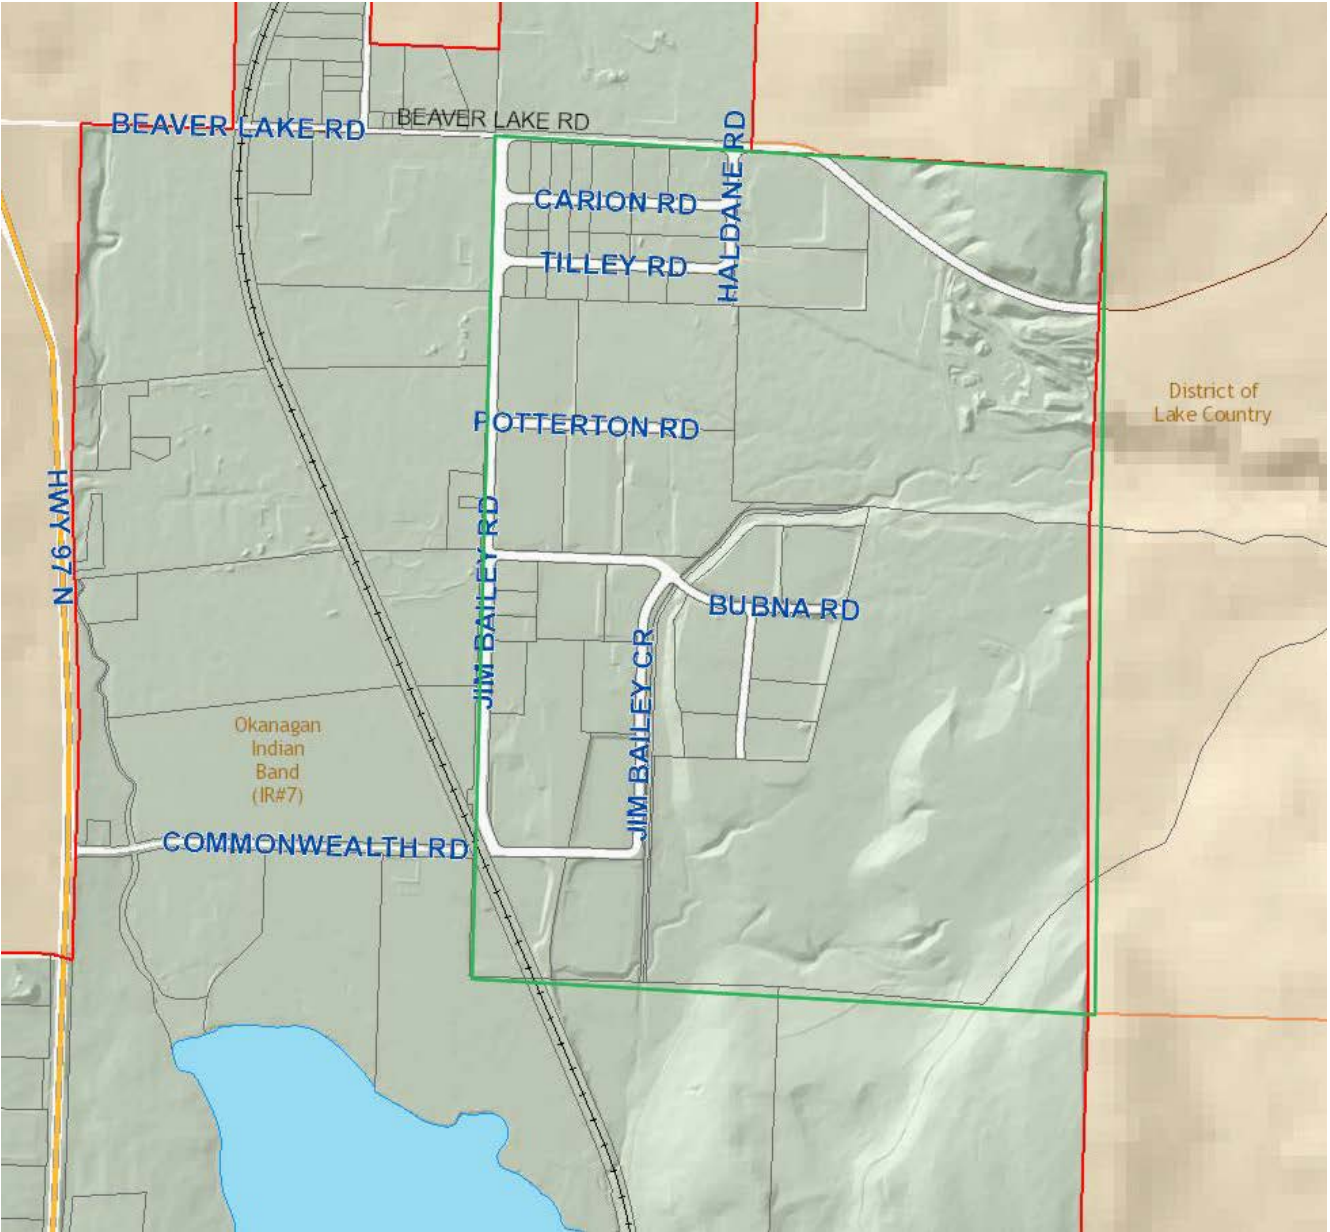 BEAVER LAKE RD
BEAVER LAKE RD
HALDANE RD
CARION RD
TILLEY RD
District of
Lake Country
POTTERTON RD
HWY 97 N
JIM BAILEY RD
BUBNA RD
JIM BAILEY CR
Okanagan
Indian
Band
(IR#7)
COMMONWEALTH RD